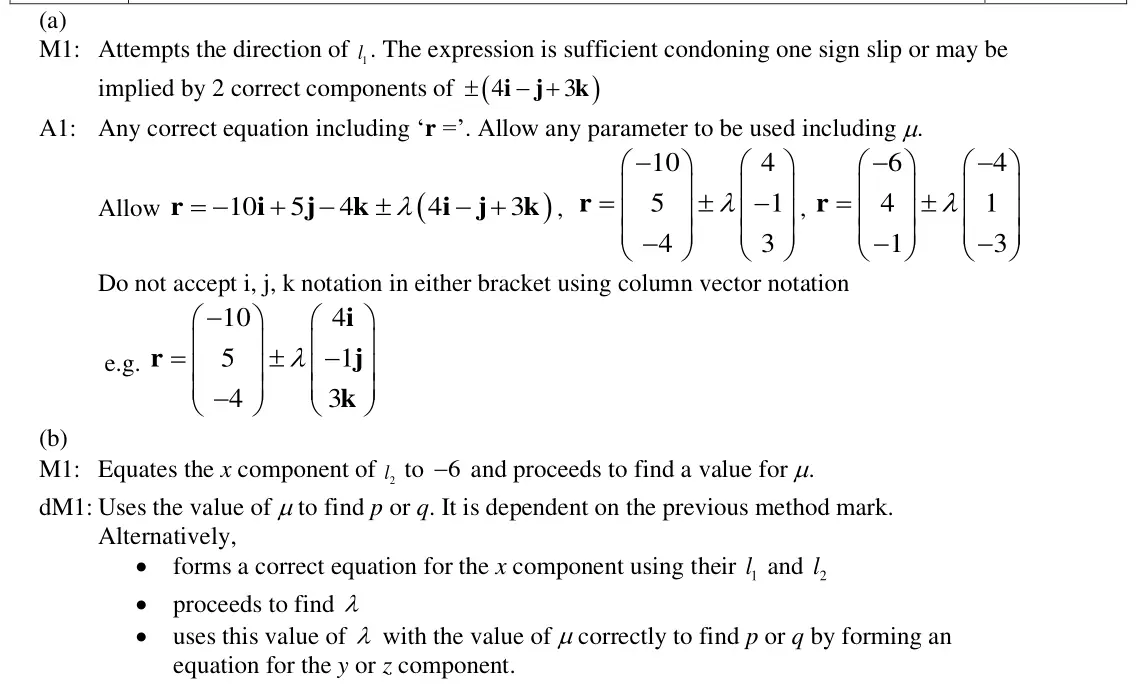 (a)
M1: Attempts the direction of l₁. The expression is sufficient condoning one sign slip or may be
implied by 2 correct components of ±(4i − j + 3k)
A1: Any correct equation including ‘r =’. Allow any parameter to be used including μ.
Allow r = −10i + 5j − 4k ± λ(4i − j + 3k), r = (−10, 5, −4) ± λ(4, −1, 3), r = (−6, 4, −1) ± λ(−4, 1, −3)
Do not accept i, j, k notation in either bracket using column vector notation
e.g. r = (−10, 5, −4) ± λ(4i, −1j, 3k)
(b)
M1: Equates the x component of l₂ to −6 and proceeds to find a value for μ.
dM1: Uses the value of μ to find p or q. It is dependent on the previous method mark.
Alternatively,
• forms a correct equation for the x component using their l₁ and l₂
• proceeds to find λ
• uses this value of λ with the value of μ correctly to find p or q by forming an
equation for the y or z component.